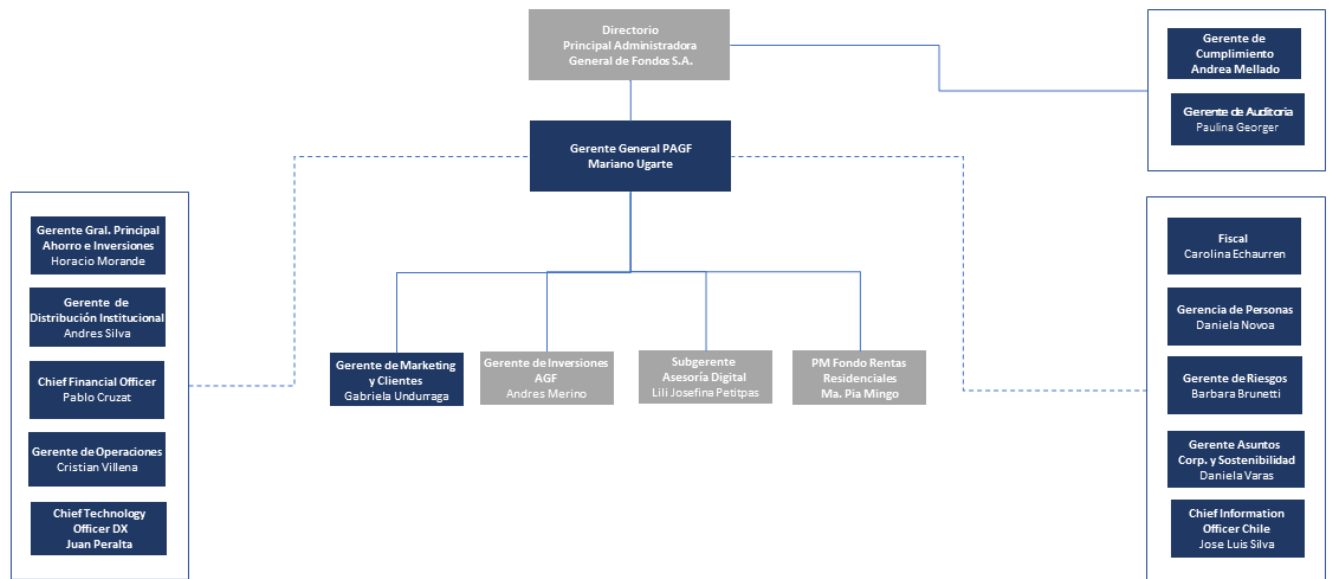 Directorio
Principal Administradora
General de Fondos S.A.
Gerente de
Cumplimiento
Andrea Mellado
Gerente de Auditoria
Paulina Georger
Gerente General PAGF
Mariano Ugarte
Gerente Gral. Principal
Ahorro e Inversiones
Horacio Morande
Gerente de
Distribución Institucional
Andres Silva
Chief Financial Officer
Pablo Cruzat
Gerente de Operaciones
Cristian Villena
Chief Technology
Officer DX
Juan Peralta
Gerente de Marketing
y Clientes
Gabriela Undurraga
Gerente de Inversiones
AGF
Andres Merino
Subgerente
Asesoría Digital
Lili Josefina Petitpas
PM Fondo Rentas
Residenciales
Ma. Pia Mingo
Fiscal
Carolina Echaurren
Gerencia de Personas
Daniela Novoa
Gerente de Riesgos
Barbara Brunetti
Gerente Asuntos
Corp. y Sostenibilidad
Daniela Varas
Chief Information
Officer Chile
Jose Luis Silva